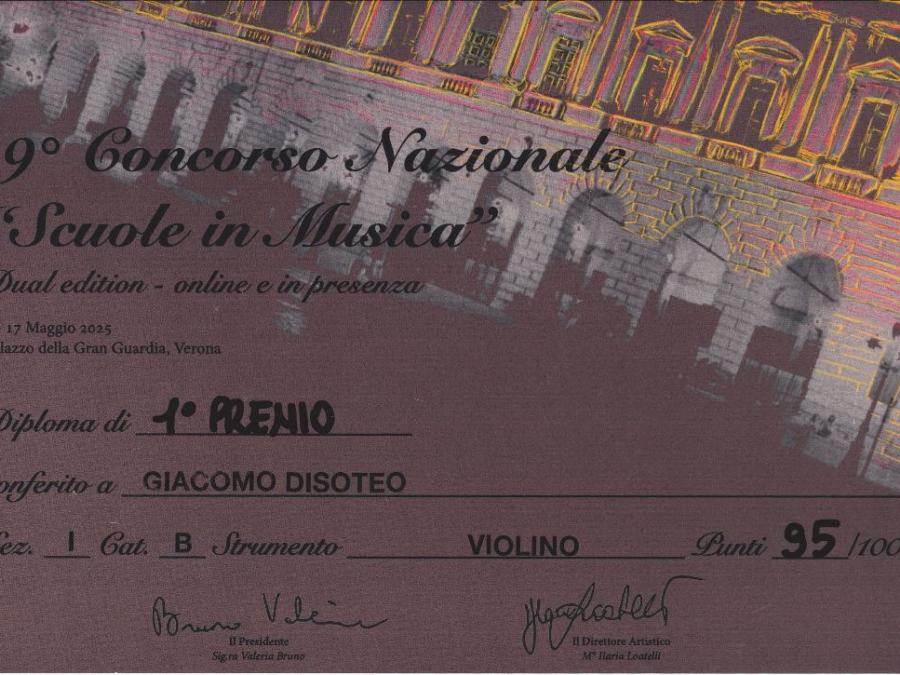 9° Concorso Nazionale
“Scuole in Musica”
Dual edition - online e in presenza
17 Maggio 2025
lazzo della Gran Guardia, Verona
Diploma di 1° PREMIO
onferito a GIACOMO DISOTEO
ez. I Cat. B Strumento VIOLINO Punti 95 /100
Bruno Valeria
Il Presidente Il Direttore Artistico
Sig.ra Valeria Bruno M° Ilaria Loatelli